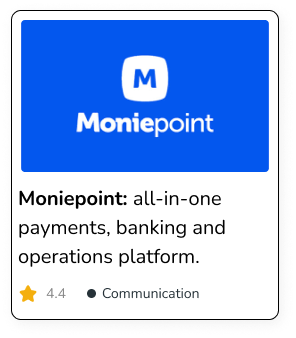 M
Moniepoint
Moniepoint: all-in-one
payments, banking and
operations platform.
4.4 Communication